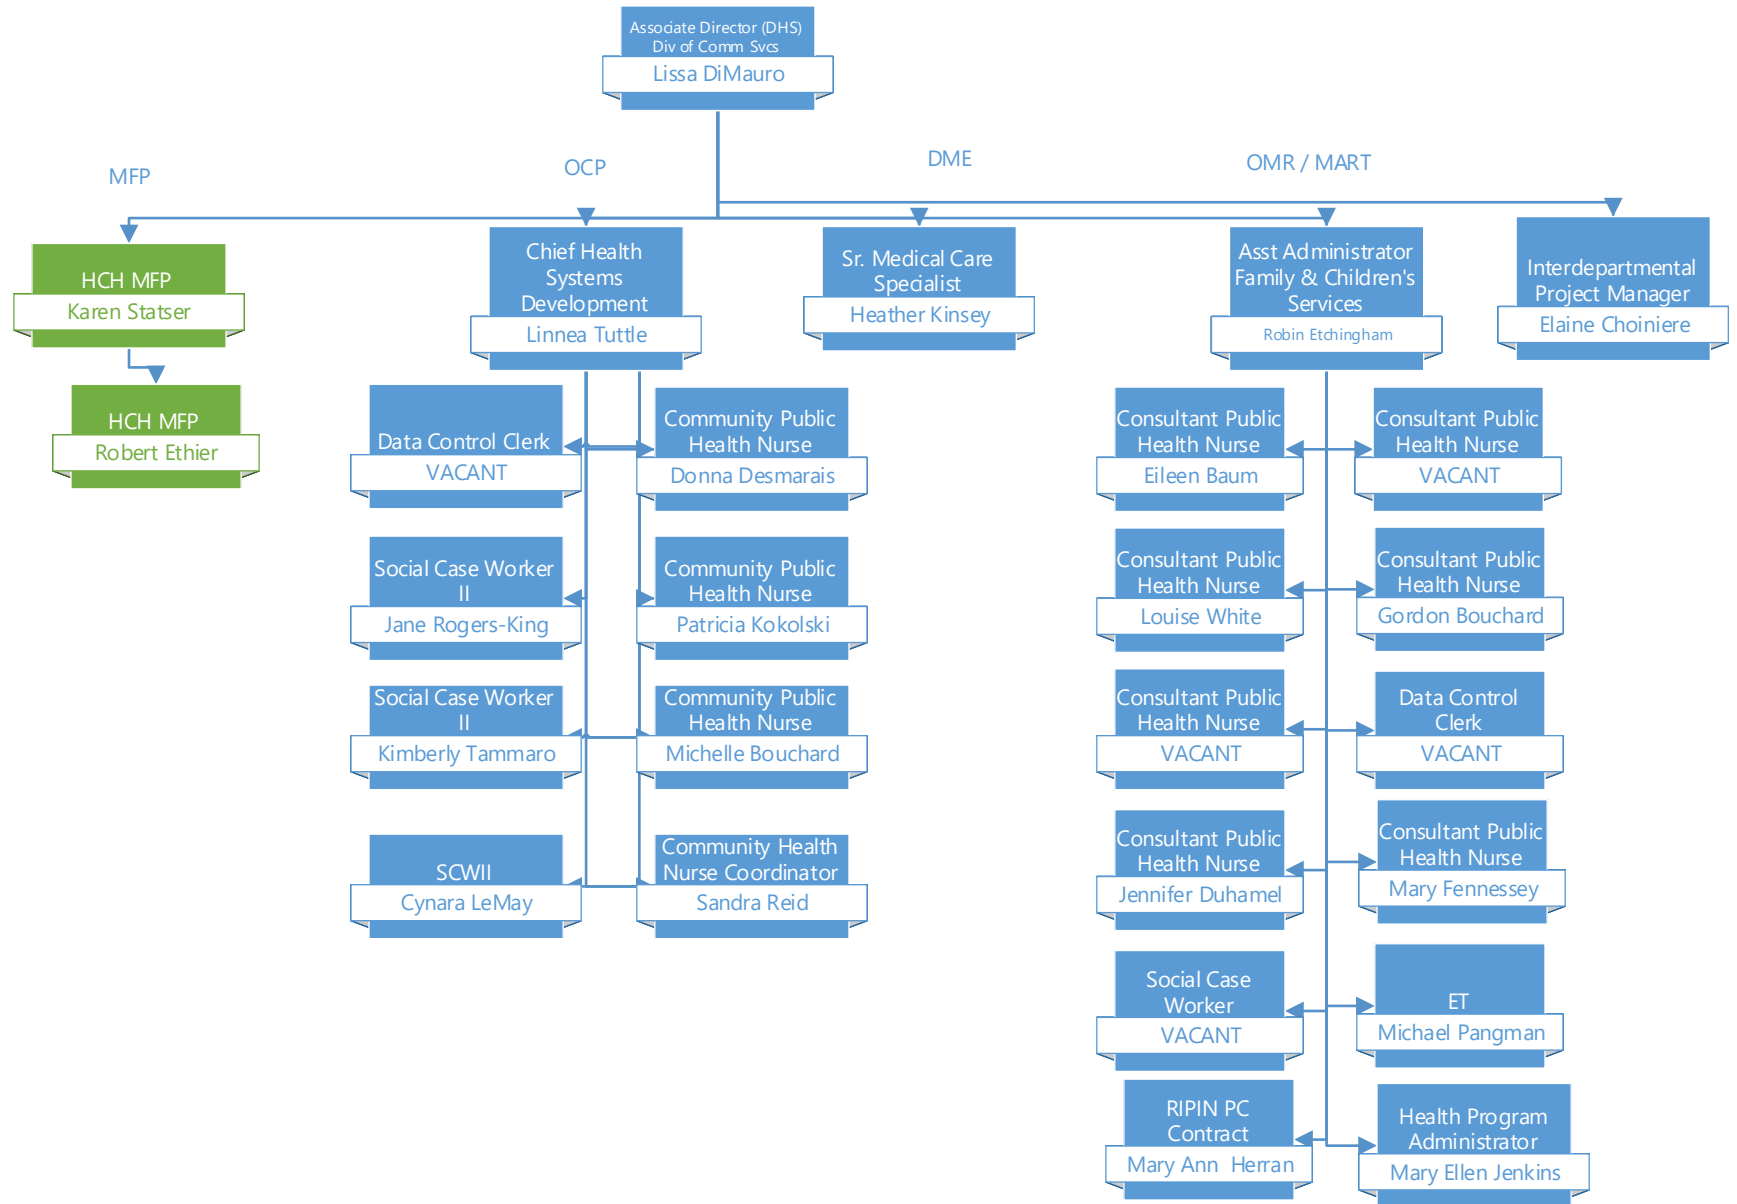 Associate Director (DHS)
Div of Comm Svcs
Lissa DiMauro
MFP
OCP
DME
OMR / MART
HCH MFP
Karen Statser
Chief Health
Systems
Development
Linnea Tuttle
Sr. Medical Care
Specialist
Heather Kinsey
Asst Administrator
Family & Children's
Services
Robin Etchingham
Interdepartmental
Project Manager
Elaine Choiniere
HCH MFP
Robert Ethier
Data Control Clerk
VACANT
Community Public
Health Nurse
Donna Desmarais
Consultant Public
Health Nurse
Eileen Baum
Consultant Public
Health Nurse
VACANT
Social Case Worker
II
Jane Rogers-King
Community Public
Health Nurse
Patricia Kokolski
Consultant Public
Health Nurse
Louise White
Consultant Public
Health Nurse
Gordon Bouchard
Social Case Worker
II
Kimberly Tammaro
Community Public
Health Nurse
Michelle Bouchard
Consultant Public
Health Nurse
VACANT
Data Control
Clerk
VACANT
SCWII
Cynara LeMay
Community Health
Nurse Coordinator
Sandra Reid
Consultant Public
Health Nurse
Jennifer Duhamel
Consultant Public
Health Nurse
Mary Fennessey
Social Case
Worker
VACANT
ET
Michael Pangman
RIPIN PC
Contract
Mary Ann Herran
Health Program
Administrator
Mary Ellen Jenkins